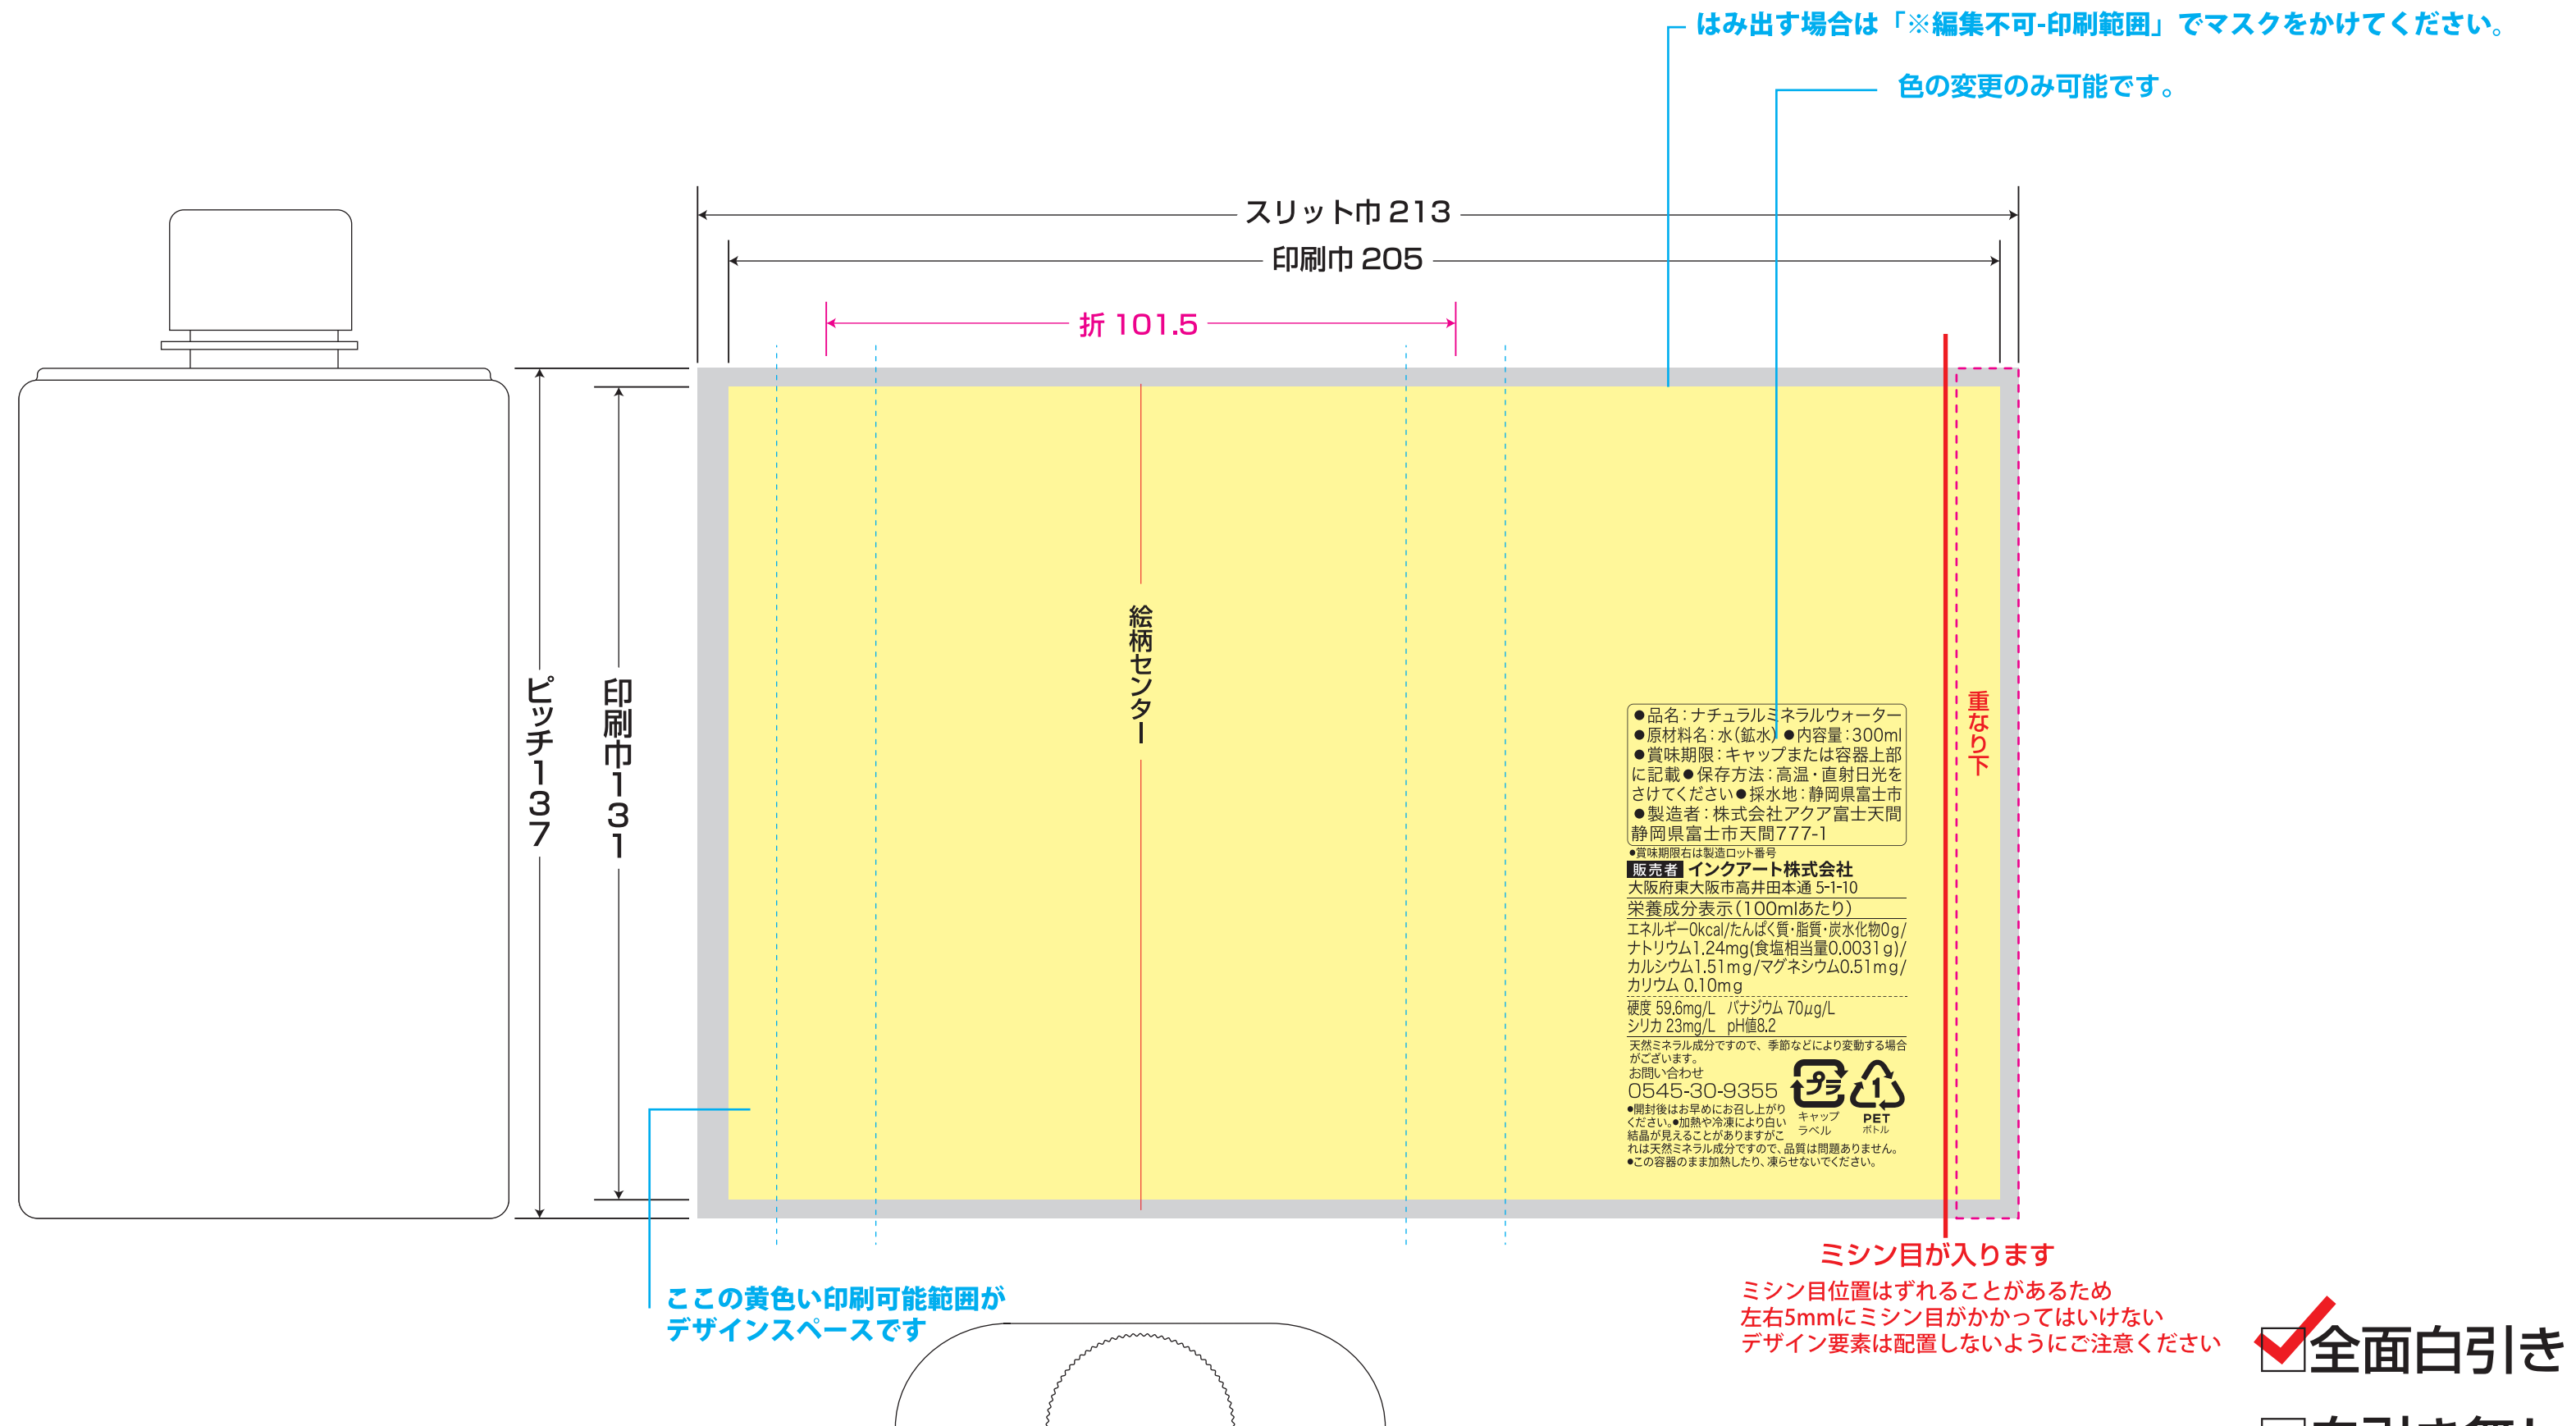 はみ出す場合は「※編集不可-印刷範囲」でマスクをかけてください。
色の変更のみ可能です。
スリット巾 213
印刷巾 205
折 101.5
ピッチ137
印刷巾131
絵柄センター
重なり下
●品名：ナチュラルミネラルウォーター
●原材料名：水（鉱水）●内容量：300ml
●賞味期限：キャップまたは容器上部
に記載●保存方法：高温・直射日光を
さけてください●採水地：静岡県富士市
●製造者：株式会社アクア富士天間
静岡県富士市天間777-1
●賞味期限右は製造ロット番号
販売者 インクアート株式会社
大阪府東大阪市高井田本通 5-1-10
栄養成分表示（100mlあたり）
エネルギー0kcal/たんぱく質・脂質・炭水化物0g/
ナトリウム1.24mg(食塩相当量0.0031g)/
カルシウム1.51mg/マグネシウム0.51mg/
カリウム 0.10mg
硬度 59.6mg/L バナジウム 70μg/L
シリカ 23mg/L pH値8.2
天然ミネラル成分ですので、季節などにより変動する場合
がございます。
お問い合わせ
0545-30-9355
●開封後はお早めにお召し上がり
ください。●加熱や冷凍により白い
結晶が見えることがありますがこ
れは天然ミネラル成分ですので、品質は問題ありません。
●この容器のまま加熱したり、凍らせないでください。
プラ
キャップ
ラベル
1
PET
ボトル
ミシン目が入ります
ミシン目位置はずれることがあるため
左右5mmにミシン目がかかってはいけない
デザイン要素は配置しないようにご注意ください
ここの黄色い印刷可能範囲が
デザインスペースです
全面白引き